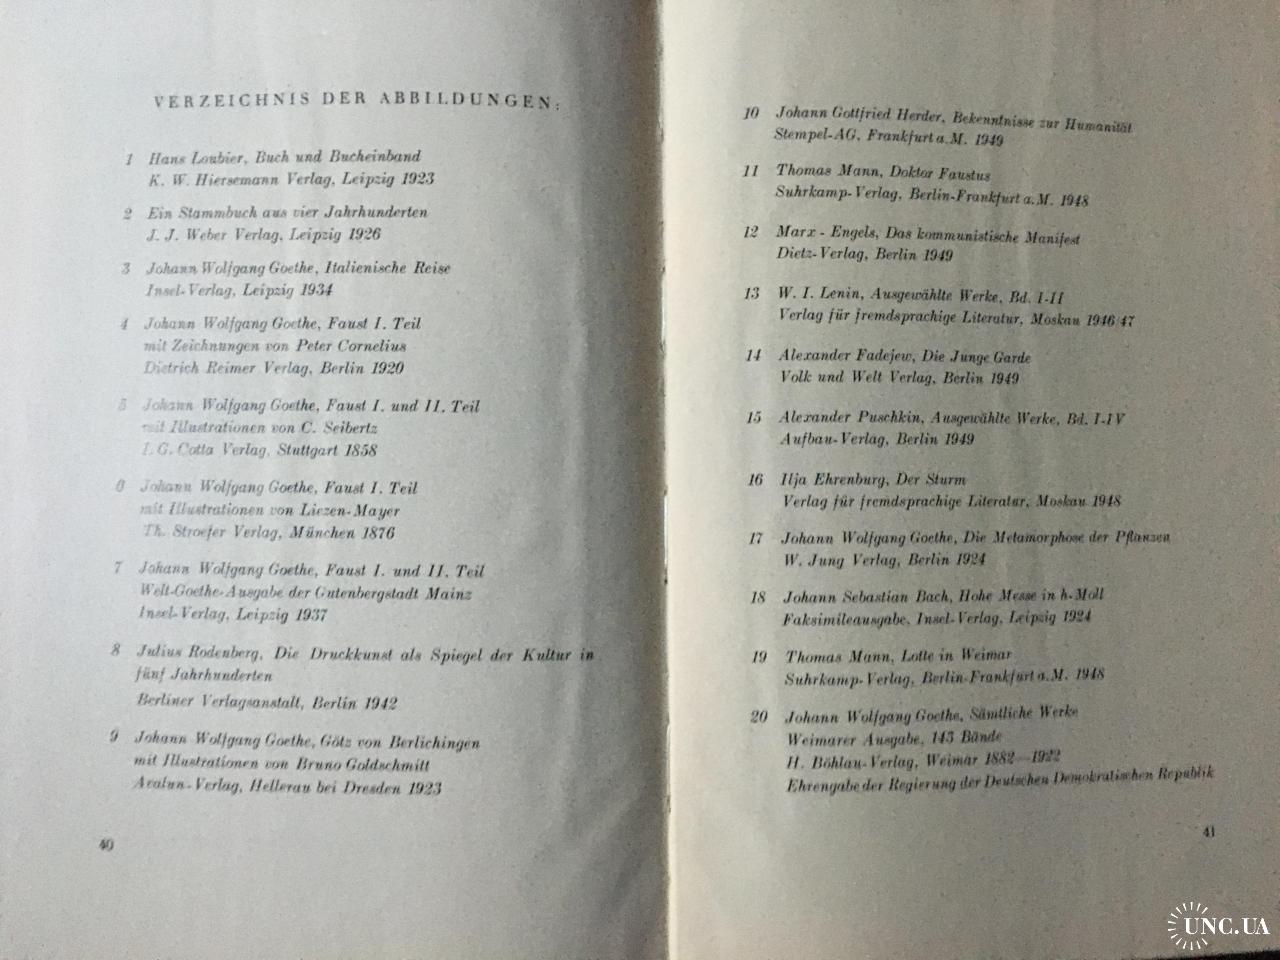 VERZEICHNIS DER ABBILDUNGEN:
1 Hans Loubier, Buch und Bucheinband
K. W. Hiersemann Verlag, Leipzig 1923
2 Ein Stammbuch aus vier Jahrhunderten
J. J. Weber Verlag, Leipzig 1926
3 Johann Wolfgang Goethe, Italienische Reise
Insel-Verlag, Leipzig 1934
4 Johann Wolfgang Goethe, Faust I. Teil
mit Zeichnungen von Peter Cornelius
Dietrich Reimer Verlag, Berlin 1920
5 Johann Wolfgang Goethe, Faust I. und II. Teil
mit Illustrationen von C. Seibertz
I. G. Cotta Verlag, Stuttgart 1858
6 Johann Wolfgang Goethe, Faust I. Teil
mit Illustrationen von Liezen-Mayer
Th. Stroefer Verlag, München 1876
7 Johann Wolfgang Goethe, Faust I. und II. Teil
Welt-Goethe-Ausgabe der Gutenbergstadt Mainz
Insel-Verlag, Leipzig 1937
8 Julius Rodenberg, Die Druckkunst als Spiegel der Kultur in
fünf Jahrhunderten
Berliner Verlagsanstalt, Berlin 1942
9 Johann Wolfgang Goethe, Götz von Berlichingen
mit Illustrationen von Bruno Goldschmitt
Avalun-Verlag, Hellerau bei Dresden 1923
40
10 Johann Gottfried Herder, Bekenntnisse zur Humanität
Stempel-AG, Frankfurt a. M. 1949
11 Thomas Mann, Doktor Faustus
Suhrkamp-Verlag, Berlin-Frankfurt a. M. 1948
12 Marx - Engels, Das kommunistische Manifest
Dietz-Verlag, Berlin 1949
13 W. I. Lenin, Ausgewählte Werke, Bd. I-II
Verlag für fremdsprachige Literatur, Moskau 1946/47
14 Alexander Fadejew, Die Junge Garde
Volk und Welt Verlag, Berlin 1949
15 Alexander Puschkin, Ausgewählte Werke, Bd. I-IV
Aufbau-Verlag, Berlin 1949
16 Ilja Ehrenburg, Der Sturm
Verlag für fremdsprachige Literatur, Moskau 1948
17 Johann Wolfgang Goethe, Die Metamorphose der Pflanzen
W. Jung Verlag, Berlin 1924
18 Johann Sebastian Bach, Hohe Messe in h-Moll
Faksimileausgabe, Insel-Verlag, Leipzig 1924
19 Thomas Mann, Lotte in Weimar
Suhrkamp-Verlag, Berlin-Frankfurt a. M. 1948
20 Johann Wolfgang Goethe, Sämtliche Werke
Weimarer Ausgabe, 143 Bände
H. Böhlau-Verlag, Weimar 1882—1922
Ehrengabe der Regierung der Deutschen Demokratischen Republik
41
UNC.UA